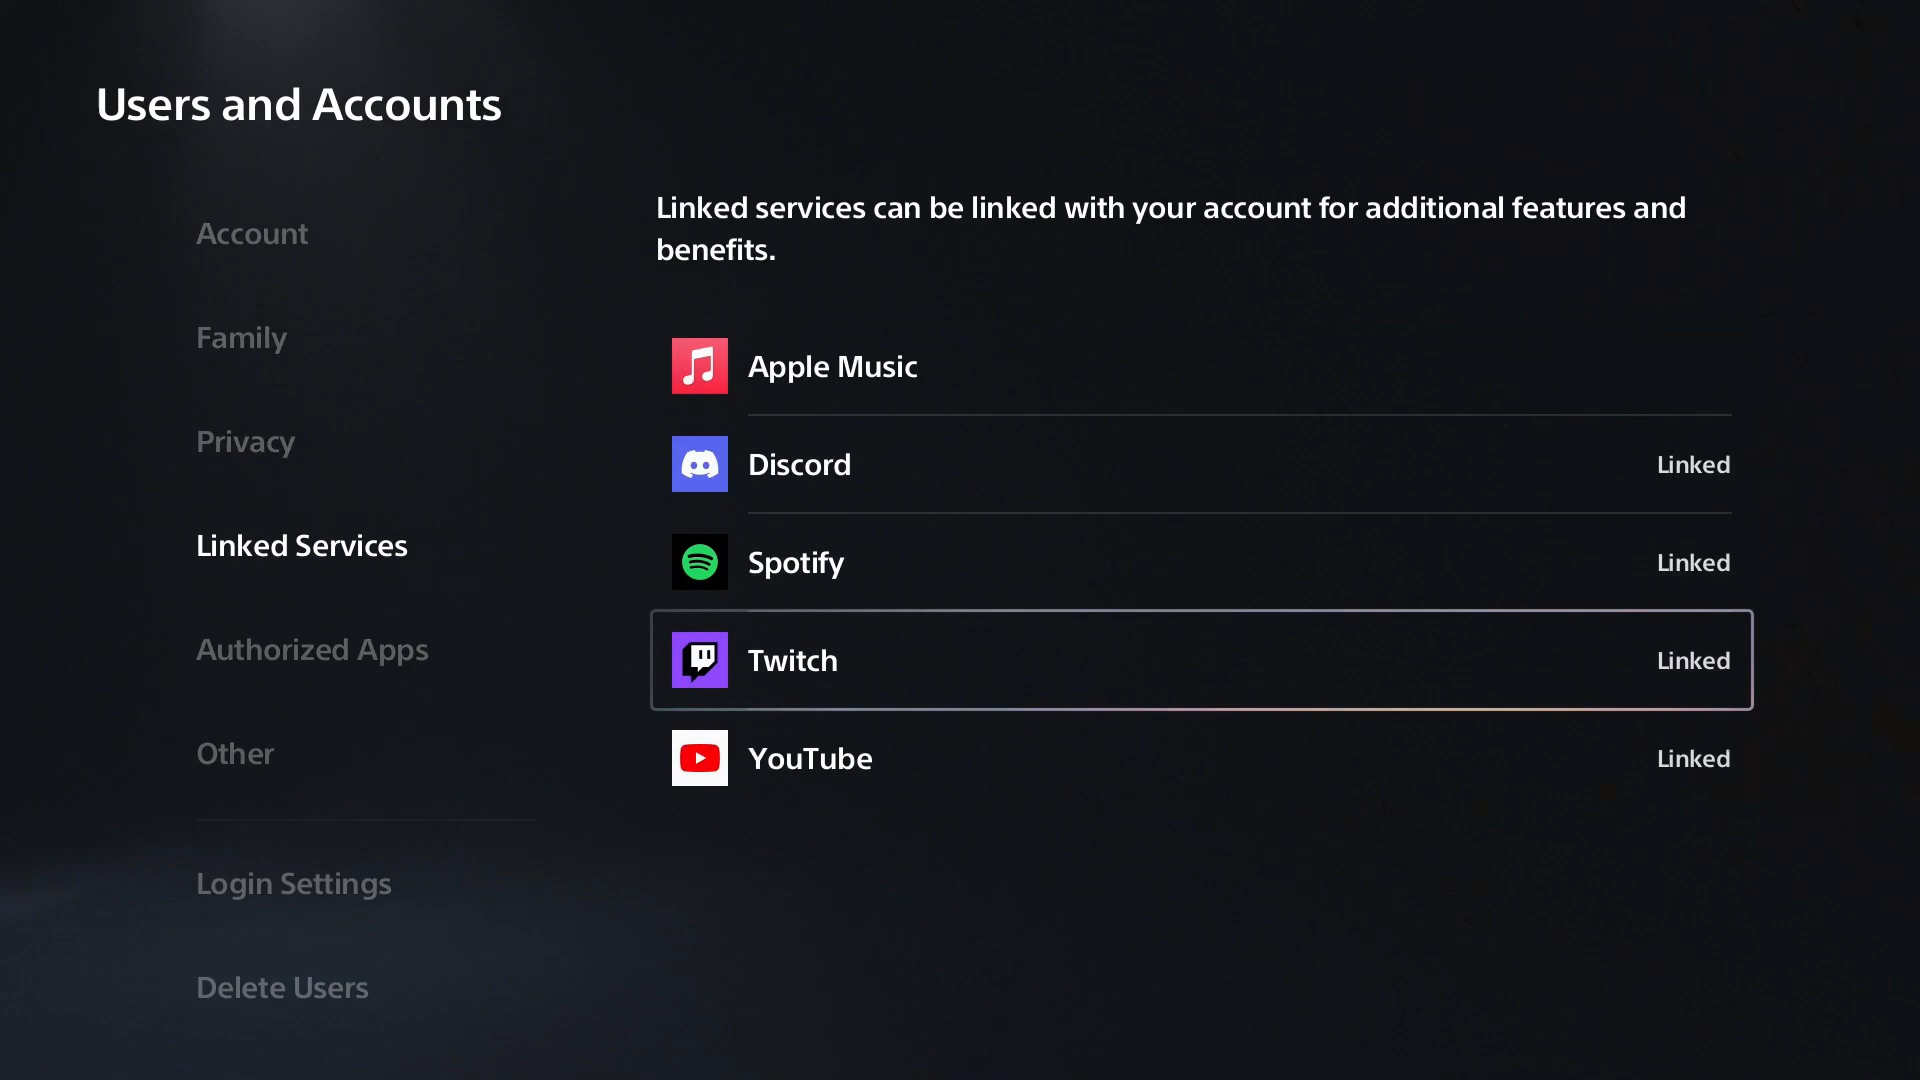 Users and Accounts
Account
Family
Privacy
Linked Services
Authorized Apps
Other
Login Settings
Delete Users
Linked services can be linked with your account for additional features and
benefits.
Apple Music
Discord Linked
Spotify Linked
Twitch Linked
YouTube Linked